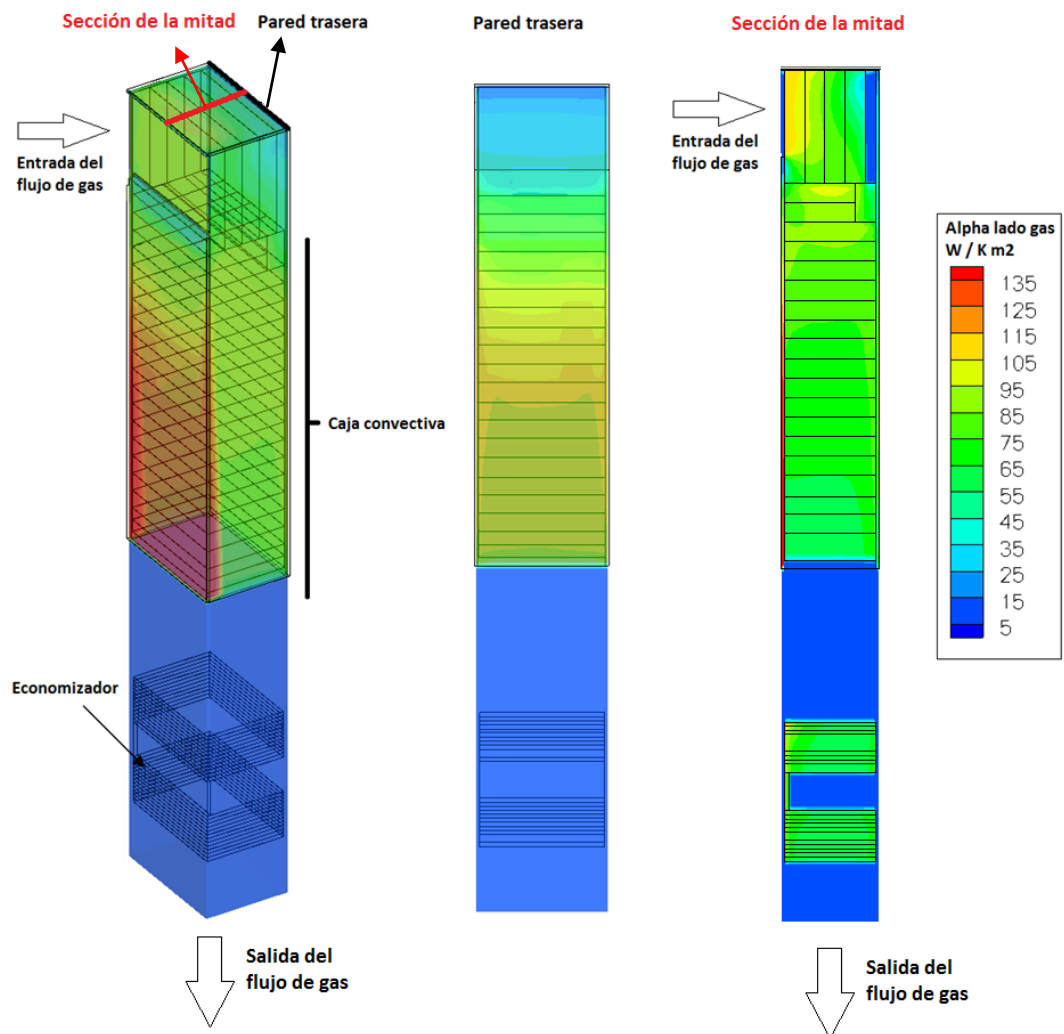 Sección de la mitad
Pared trasera
Pared trasera
Sección de la mitad
Entrada del
flujo de gas
Entrada del
flujo de gas
Alpha lado gas
W / K m2
135
125
115
105
95
85
75
65
55
45
35
25
15
5
Caja convectiva
Economizador
Salida del
flujo de gas
Salida del
flujo de gas